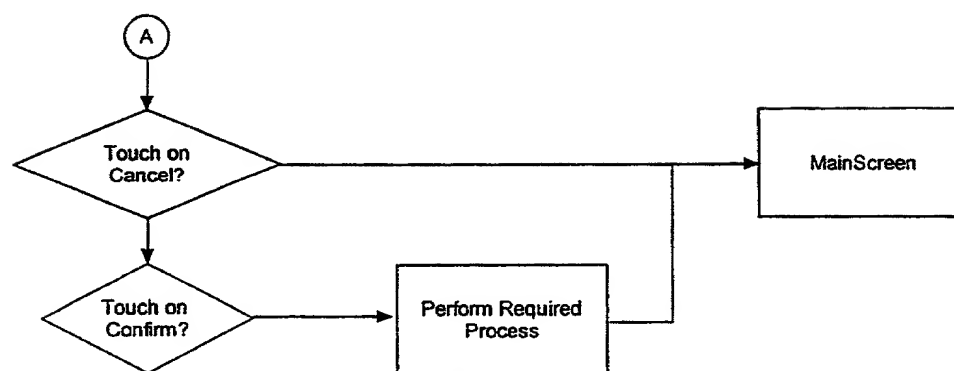 A
Touch on
Cancel?
MainScreen
Touch on
Confirm?
Perform Required
Process